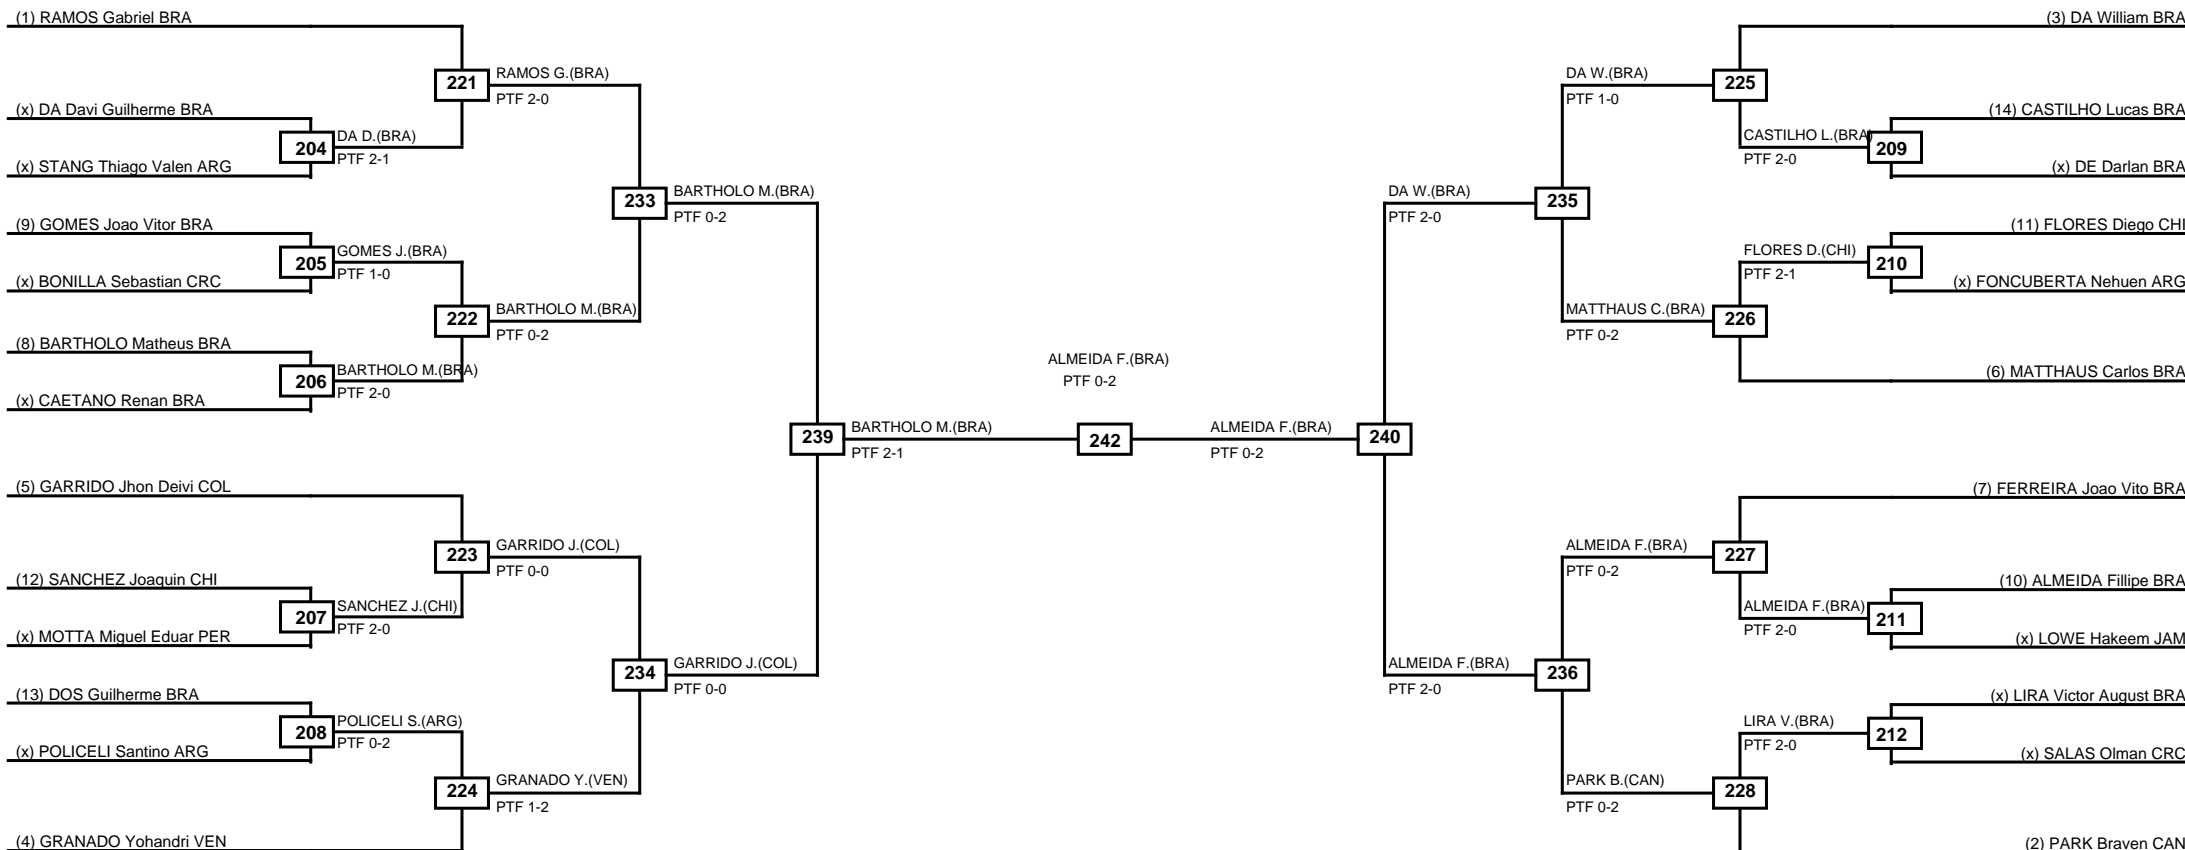 (1) RAMOS Gabriel BRA
(x) DA Davi Guilherme BRA
(x) STANG Thiago Valen ARG
(9) GOMES Joao Vitor BRA
(x) BONILLA Sebastian CRC
(8) BARTHOLO Matheus BRA
(x) CAETANO Renan BRA
(5) GARRIDO Jhon Deivi COL
(12) SANCHEZ Joaquin CHI
(x) MOTTA Miguel Eduar PER
(13) DOS Guilherme BRA
(x) POLICELI Santino ARG
(4) GRANADO Yohandri VEN
204
DA D.(BRA)
PTF 2-1
205
GOMES J.(BRA)
PTF 1-0
206
BARTHOLO M.(BRA)
PTF 2-0
207
SANCHEZ J.(CHI)
PTF 2-0
208
POLICELI S.(ARG)
PTF 0-2
221
RAMOS G.(BRA)
PTF 2-0
222
BARTHOLO M.(BRA)
PTF 0-2
223
GARRIDO J.(COL)
PTF 0-0
224
GRANADO Y.(VEN)
PTF 1-2
233
BARTHOLO M.(BRA)
PTF 0-2
234
GARRIDO J.(COL)
PTF 0-0
239
BARTHOLO M.(BRA)
PTF 2-1
ALMEIDA F.(BRA)
PTF 0-2
242
ALMEIDA F.(BRA)
PTF 0-2
240
DA W.(BRA)
PTF 2-0
235
ALMEIDA F.(BRA)
PTF 2-0
236
DA W.(BRA)
PTF 1-0
225
MATTHAUS C.(BRA)
PTF 0-2
226
ALMEIDA F.(BRA)
PTF 0-2
227
PARK B.(CAN)
PTF 0-2
228
CASTILHO L.(BRA)
PTF 2-0
209
FLORES D.(CHI)
PTF 2-1
210
ALMEIDA F.(BRA)
PTF 2-0
211
LIRA V.(BRA)
PTF 2-0
212
(3) DA William BRA
(14) CASTILHO Lucas BRA
(x) DE Darlan BRA
(11) FLORES Diego CHI
(x) FONCUBERTA Nehuen ARG
(6) MATTHAUS Carlos BRA
(7) FERREIRA Joao Vito BRA
(10) ALMEIDA Fillipe BRA
(x) LOWE Hakeem JAM
(x) LIRA Victor August BRA
(x) SALAS Olman CRC
(2) PARK Braven CAN